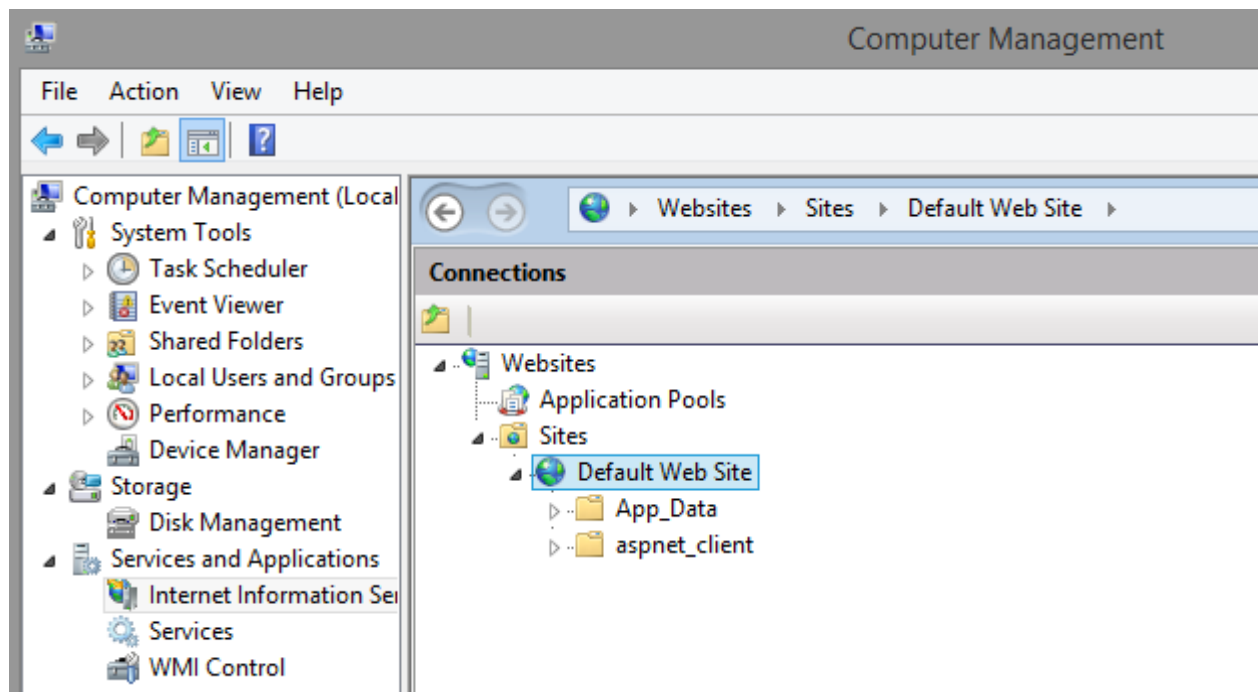 Computer Management
File Action View Help
Computer Management (Local
System Tools
Task Scheduler
Event Viewer
Shared Folders
Local Users and Groups
Performance
Device Manager
Storage
Disk Management
Services and Applications
Internet Information Ser
Services
WMI Control
Websites Sites Default Web Site
Connections
Websites
Application Pools
Sites
Default Web Site
App_Data
aspnet_client